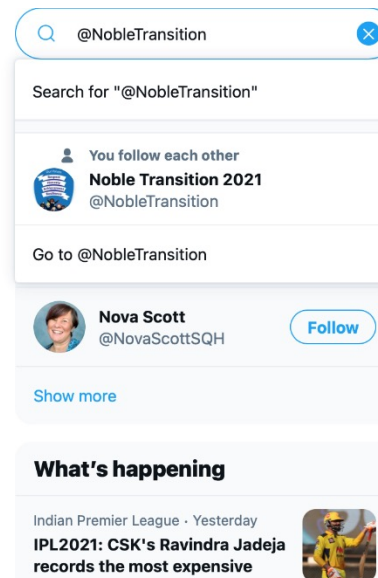 @NobleTransition
Search for "@NobleTransition"
You follow each other
Noble Transition 2021
@NobleTransition
Go to @NobleTransition
Nova Scott
@NovaScottSQH
Follow
Show more
What's happening
Indian Premier League · Yesterday
IPL2021: CSK's Ravindra Jadeja
records the most expensive